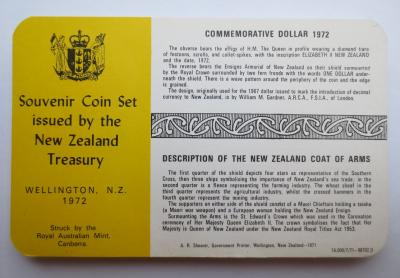 Souvenir Coin Set
issued by the
New Zealand
Treasury
WELLINGTON, N.Z.
1972
Struck by the
Royal Australian Mint,
Canberra.
COMMEMORATIVE DOLLAR 1972
The obverse bears the effigy of H.M. The Queen in profile wearing a diamond tiara
of festoons, scrolls, and collet-spikes, with the inscription ELIZABETH II NEW ZEALAND
and the date, 1972.
The reverse bears the Ensigns Armorial of New Zealand on their shield surmounted
by the Royal Crown surrounded by two fern fronds with the words ONE DOLLAR under-
neath the shield. There is a woven pattern around the periphery of the coin and the edge
is grained.
The design, originally used for the 1967 dollar issued to mark the introduction of decimal
currency to New Zealand, is by William M. Gardner, A.R.C.A., F.S.I.A., of London.
DESCRIPTION OF THE NEW ZEALAND COAT OF ARMS
The first quarter of the shield depicts four stars as representative of the Southern
Cross, then three ships symbolising the importance of New Zealand's sea trade; in the
second quarter is a fleece representing the farming industry. The wheat sheaf in the
third quarter represents the agricultural industry, whilst the crossed hammers in the
fourth quarter represent the mining industry.
The supporters on either side of the shield consist of a Maori Chieftain holding a taiaha
(a Maori war weapon) and a European woman holding the New Zealand Ensign.
Surmounting the Arms is the St. Edward's Crown which was used in the Coronation
ceremony of Her Majesty Queen Elizabeth II. The crown symbolises the fact that Her
Majesty is Queen of New Zealand under the New Zealand Royal Titles Act 1953.
A. R. Shearer, Government Printer, Wellington, New Zealand—1971